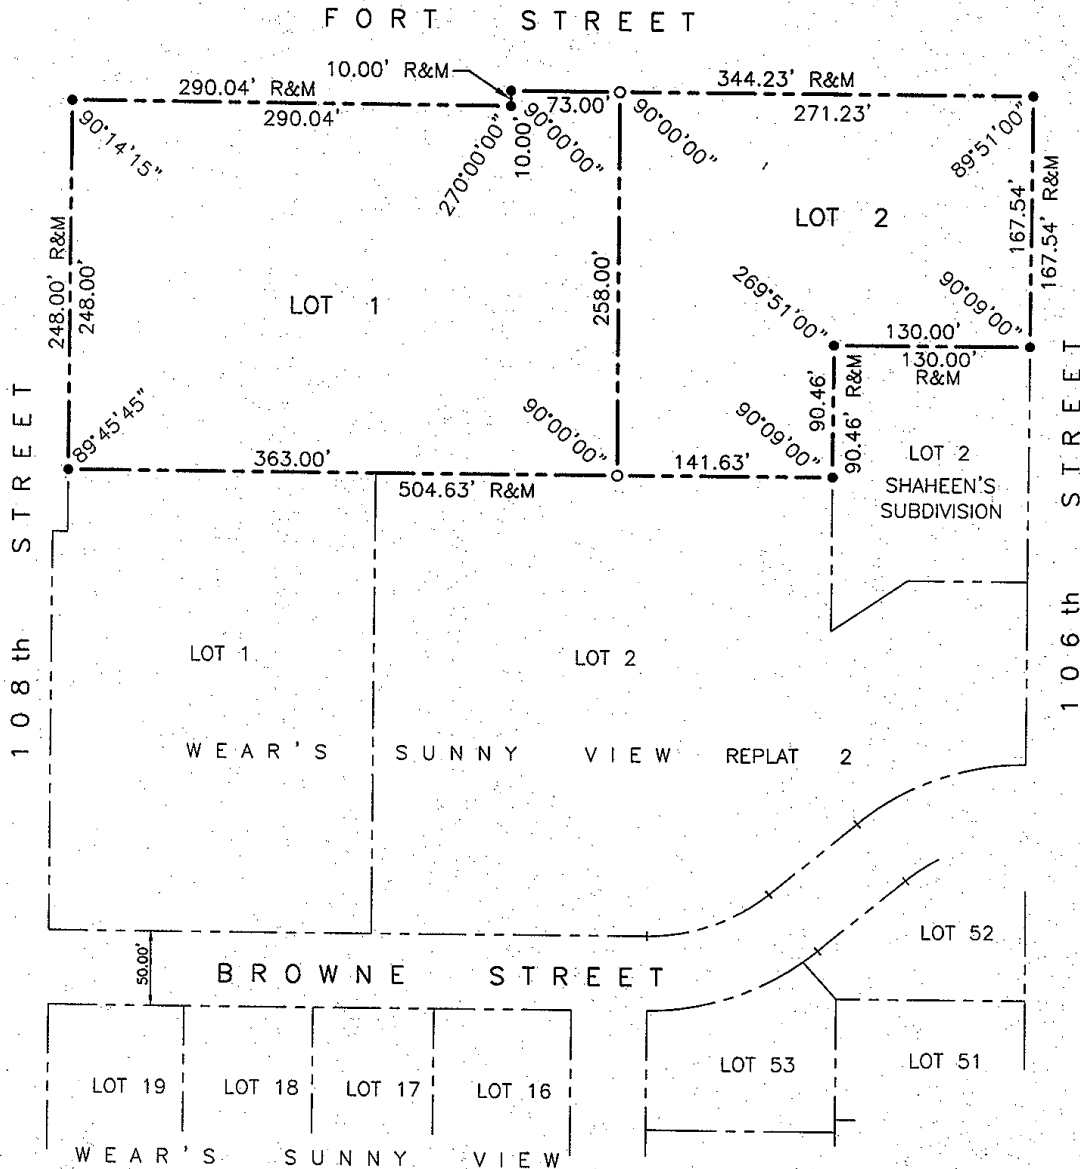 FORT STREET
10.00' R&M
290.04' R&M
290.04'
73.00'
344.23' R&M
271.23'
90°14'15"
270°00'00"
10.00'
90°00'00"
90°00'00"
89°51'00"
167.54'
167.54' R&M
LOT 2
248.00' R&M
248.00'
LOT 1
258.00'
269°51'00"
90°09'00"
130.00'
130.00'
R&M
90.46'
90.46' R&M
89°45'45"
90°00'00"
90°09'00"
363.00'
141.63'
504.63' R&M
LOT 2
SHAHEEN'S
SUBDIVISION
108th STREET
106th STREET
LOT 1
LOT 2
WEAR'S SUNNY VIEW REPLAT 2
50.00'
BROWNE STREET
LOT 52
LOT 19
LOT 18
LOT 17
LOT 16
LOT 53
LOT 51
WEAR'S SUNNY VIEW